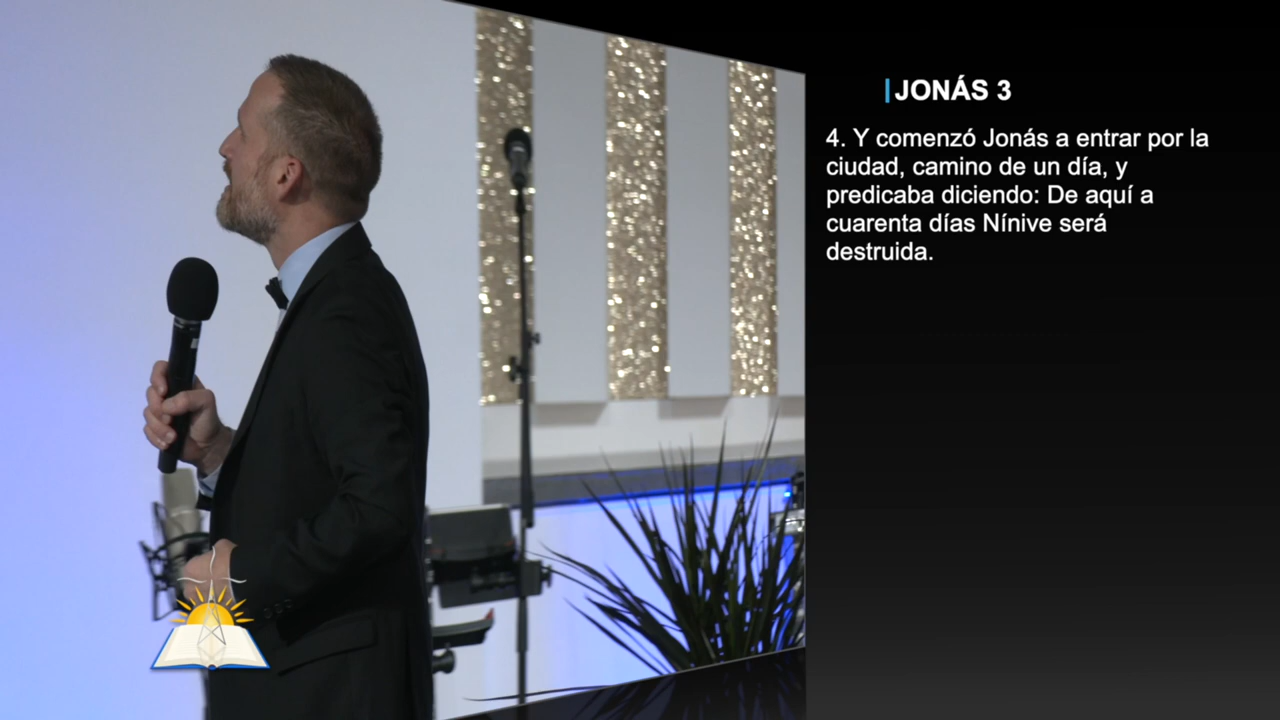 JONÁS 3
4. Y comenzó Jonás a entrar por la
ciudad, camino de un día, y
predicaba diciendo: De aquí a
cuarenta días Nínive será
destruida.